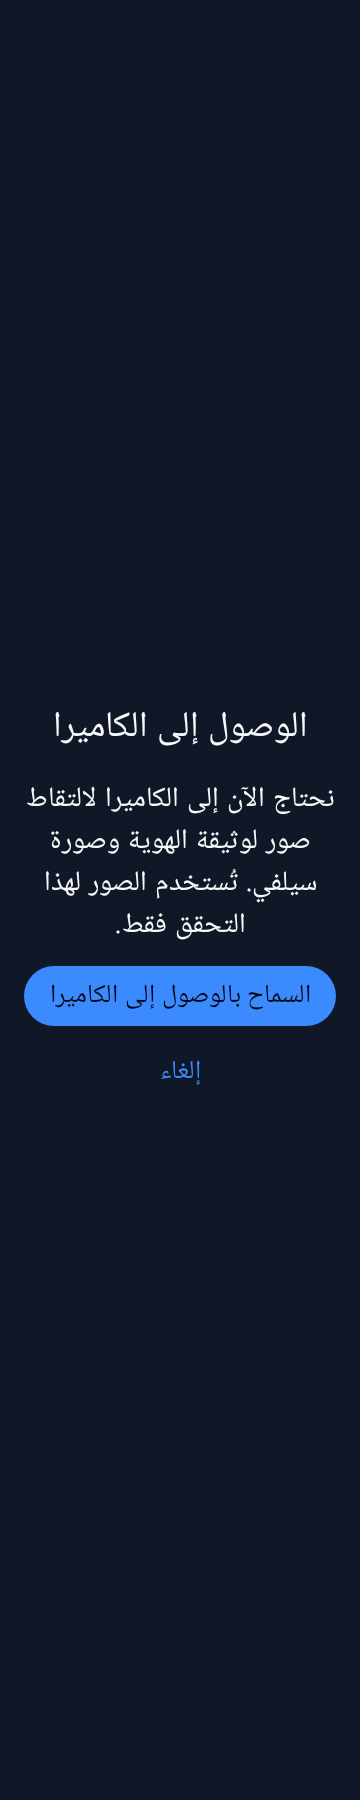 الوصول إلى الكاميرا
نحتاج الآن إلى الكاميرا لالتقاط
صور لوثيقة الهوية وصورة
سيلفي. تُستخدم الصور لهذا
التحقق فقط.
السماح بالوصول إلى الكاميرا
إلغاء